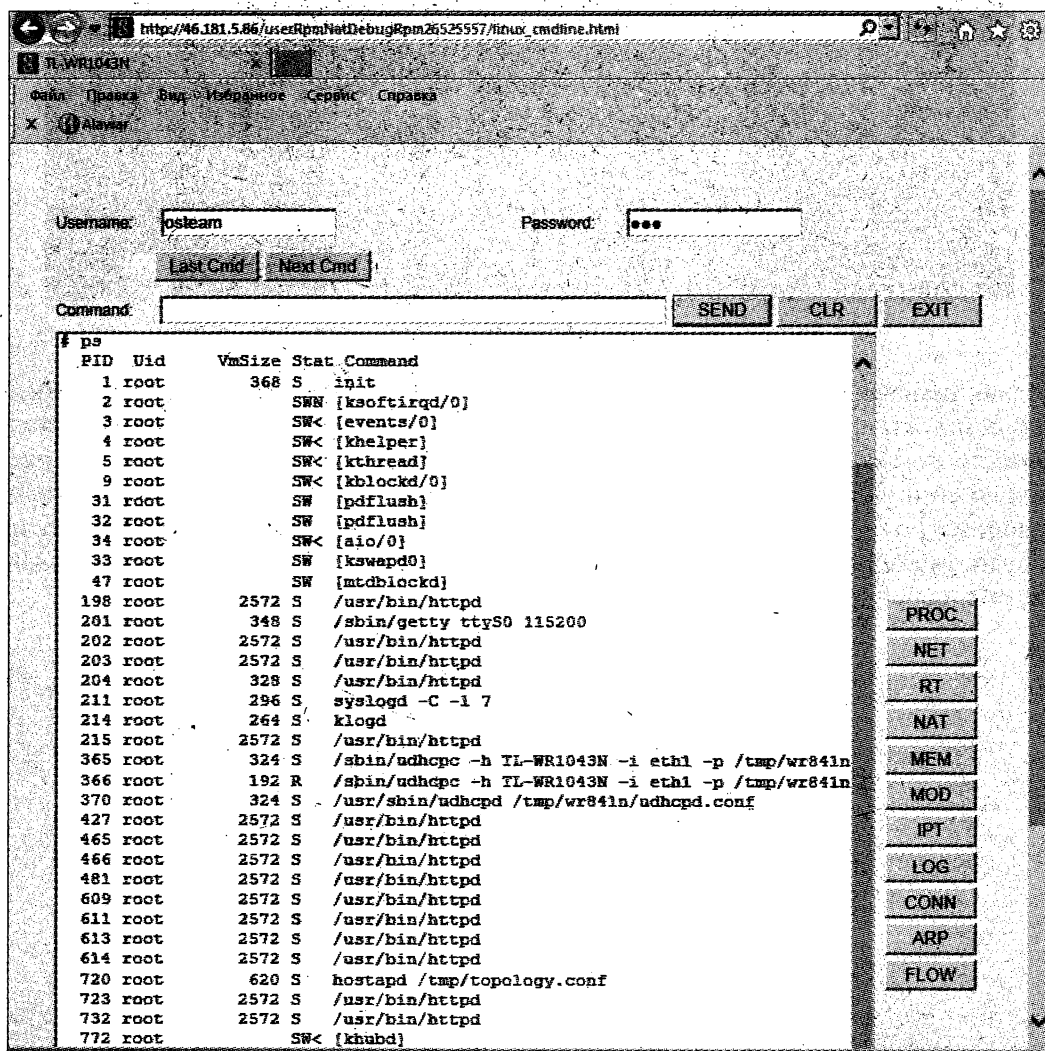 http://46.181.5.86/userRpmNatDebugRpm26525557/linux_cmdline.html
TL-WR1043N
Файл Правка Вид Избранное Сервис Справка
X Alawar
Username: osteam Password: •••
Last Cmd Next Cmd
Command: SEND CLR EXIT
# ps
PID Uid VmSize Stat Command
1 root 368 S init
2 root SWN [ksoftirqd/0]
3 root SW< [events/0]
4 root SW< [khelper]
5 root SW< [kthread]
9 root SW< [kblockd/0]
31 root SW [pdflush]
32 root SW [pdflush]
34 root SW< [aio/0]
33 root SW [kswapd0]
47 root SW [mtdblockd]
198 root 2572 S /usr/bin/httpd
201 root 348 S /sbin/getty ttyS0 115200
202 root 2572 S /usr/bin/httpd
203 root 2572 S /usr/bin/httpd
204 root 328 S /usr/bin/httpd
211 root 296 S syslogd -C -l 7
214 root 264 S klogd
215 root 2572 S /usr/bin/httpd
365 root 324 S /sbin/udhcpc -h TL-WR1043N -i eth1 -p /tmp/wr841n
366 root 192 R /sbin/udhcpc -h TL-WR1043N -i eth1 -p /tmp/wr841n
370 root 324 S /usr/sbin/udhcpd /tmp/wr841n/udhcpd.conf
427 root 2572 S /usr/bin/httpd
465 root 2572 S /usr/bin/httpd
466 root 2572 S /usr/bin/httpd
481 root 2572 S /usr/bin/httpd
609 root 2572 S /usr/bin/httpd
611 root 2572 S /usr/bin/httpd
613 root 2572 S /usr/bin/httpd
614 root 2572 S /usr/bin/httpd
720 root 620 S hostapd /tmp/topology.conf
723 root 2572 S /usr/bin/httpd
732 root 2572 S /usr/bin/httpd
772 root SW< [khubd]
PROC
NET
RT
NAT
MEM
MOD
IPT
LOG
CONN
ARP
FLOW